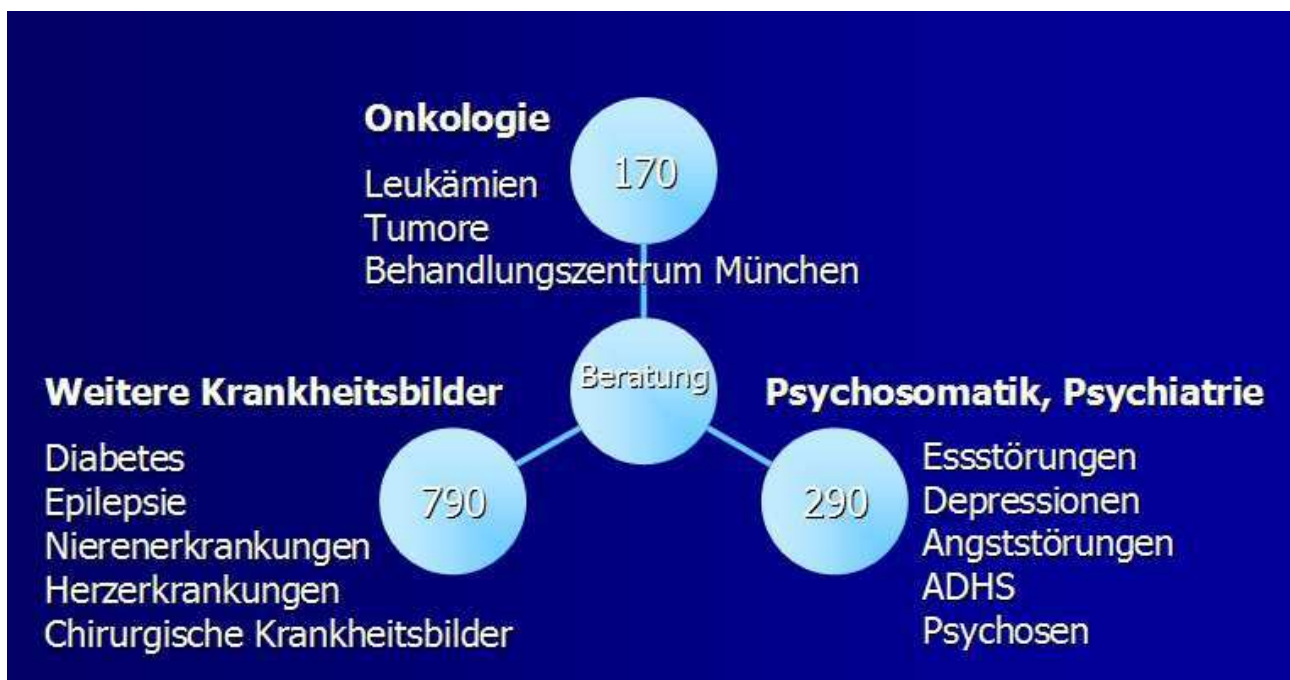 Onkologie
170
Leukämien
Tumore
Behandlungszentrum München
Beratung
Weitere Krankheitsbilder
Diabetes
Epilepsie
Nierenerkrankungen
Herzerkrankungen
Chirurgische Krankheitsbilder
790
Psychosomatik, Psychiatrie
290
Essstörungen
Depressionen
Angststörungen
ADHS
Psychosen